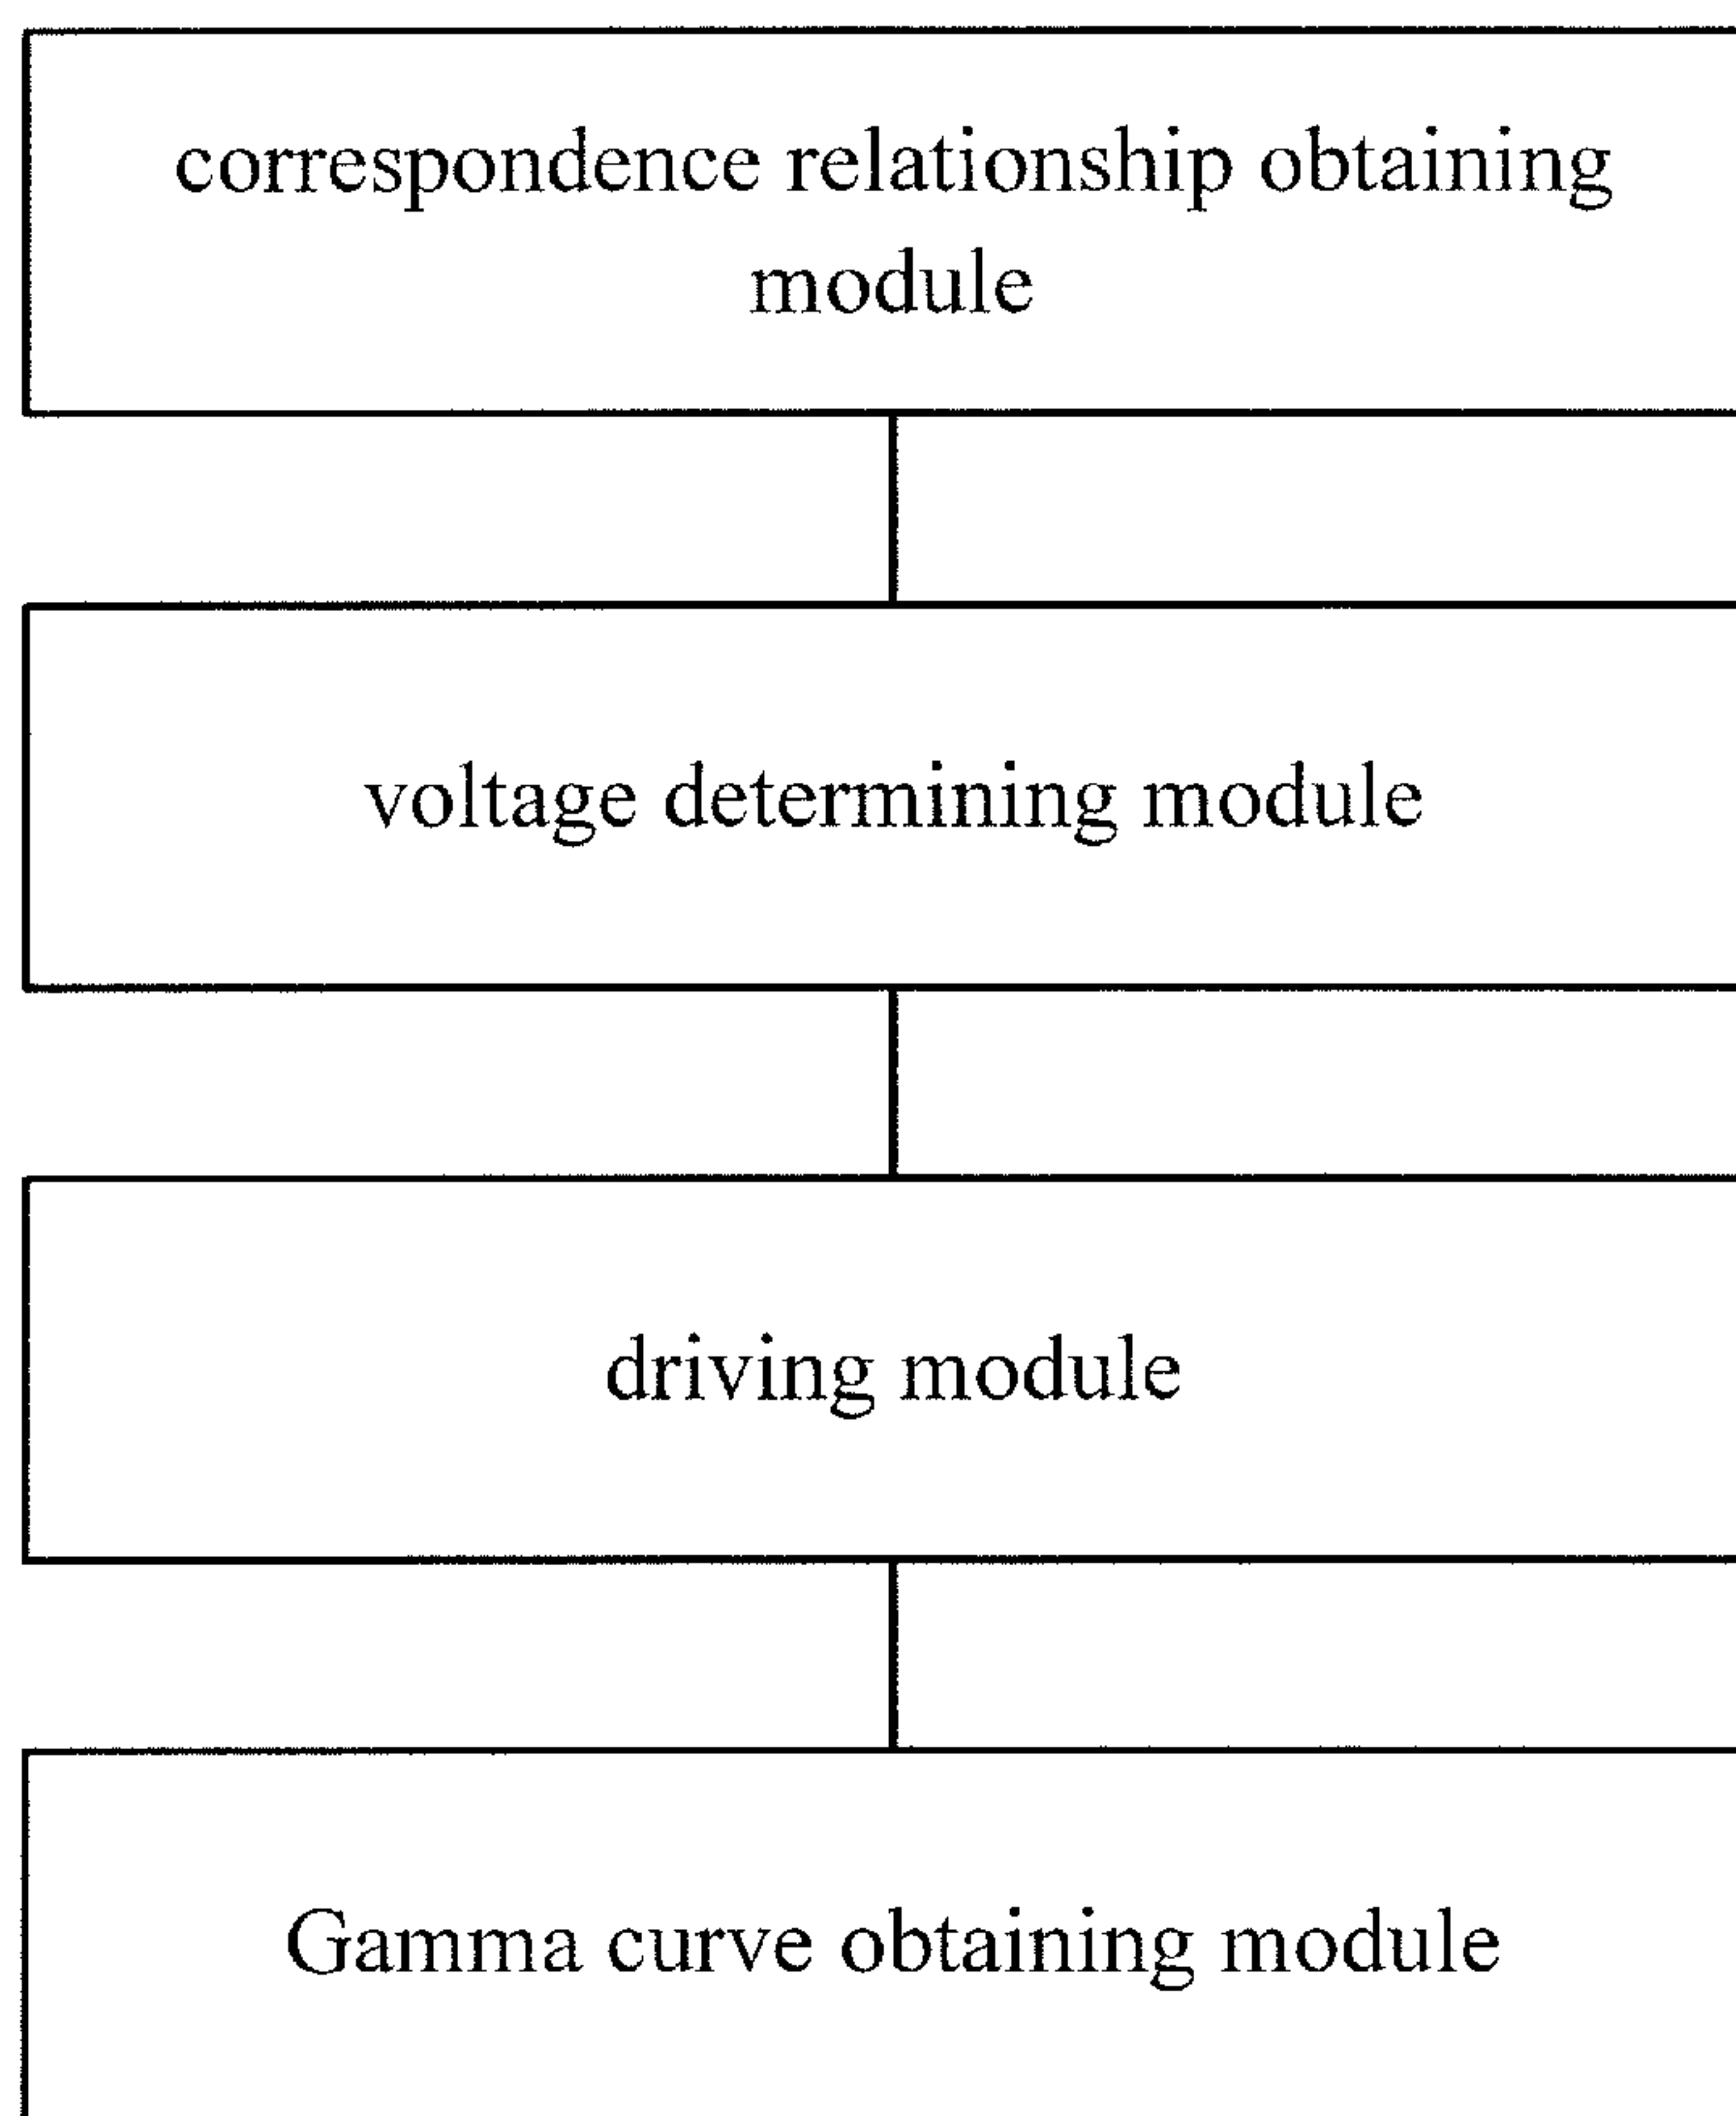 correspondence relationship obtaining
module
voltage determining module
driving module
Gamma curve obtaining module